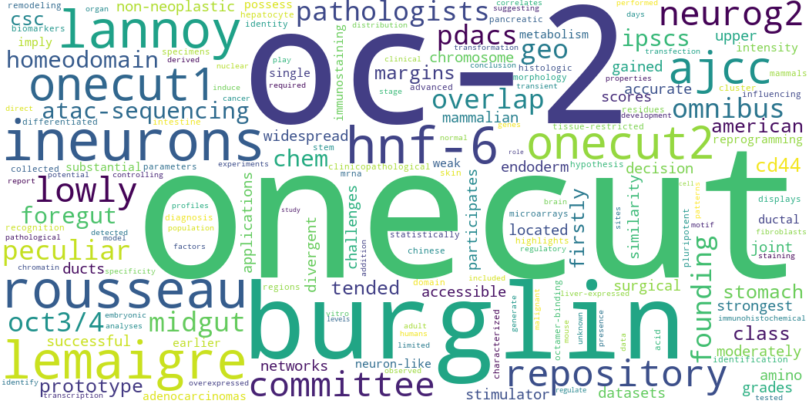 remodeling organ non-neoplastic possess correlates distribution performed days
csc lannoy hepatocyte pathologists pancreatic suggesting neurog2
biomarkers imply specimens identity oc-2 pdacs metabolism geo transformation histologic ipscs upper
homeodomain derived immunostaining single clinical margins chromosome conclusion nuclear morphology gained intensity ajcc
onecut1 play required advanced stage overlap transfection transient accurate scores properties mammals cluster
atac-sequencing induce cancer mammalian development residues influencing omnibus
direct intestine differentiated
ineurons widespread hnf-6 weak tissue-restricted onecut2 american reprogramming
collected substantial parameters stem chem endoderm hypothesis decision cd44
report potential controlling experiments clinicopathological normal genes role skin
lowly onecut mrna brain cell
foregut profiles diagnosis population factors study applications divergent challenges addition statistically chinese participates microarrays located highlights regulatory firstly sites similarity pluripotent patterns displays ductal fibroblasts motif staining
recognition pathological detected model
peculiar chromatin ducts specificity regions domain included surgical founding joint
rousseau burglin tended accessible liver-expressed stomach
embryonic vitro levels adult humans limited characterized generate malignant octamer-binding mouse unknown presence data acid strongest immunohistochemical
oct3/4 midgut analyses class
successful earlier networks neuron-like observed repository moderately identification
lemaigre prototype committee stimulator regulate datasets amino grades tested
identify transcription overexpressed adenocarcinomas